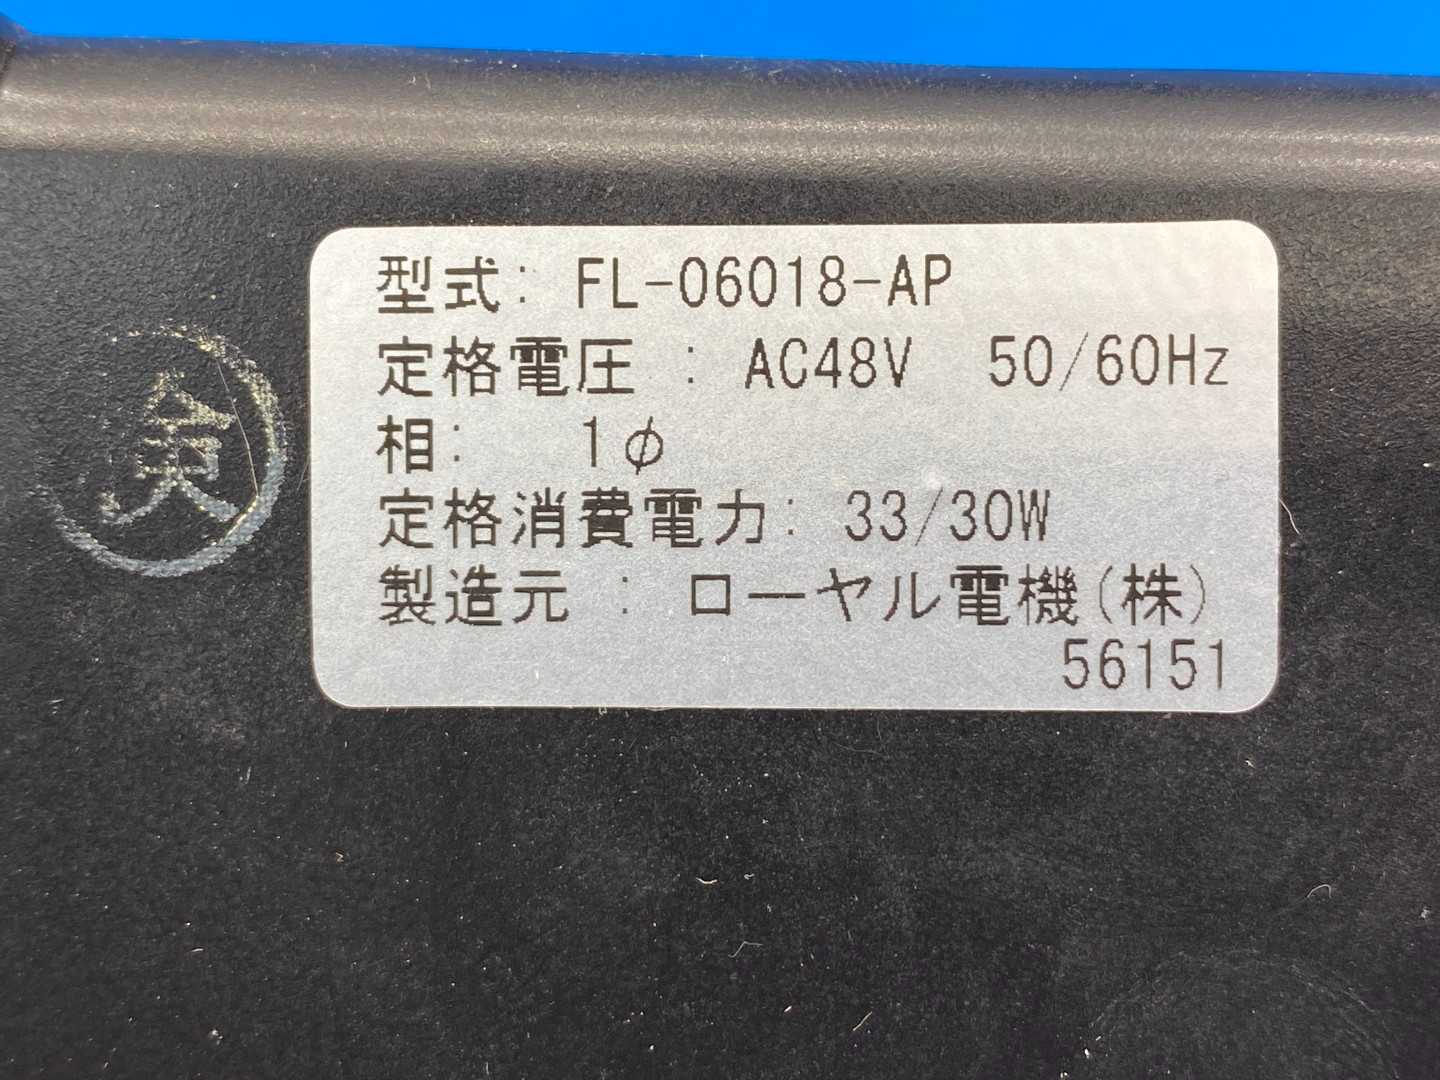 型式: FL-06018-AP
定格電圧 : AC48V 50/60Hz
相: 1φ
定格消費電力: 33/30W
製造元 : ローヤル電機(株)
56151